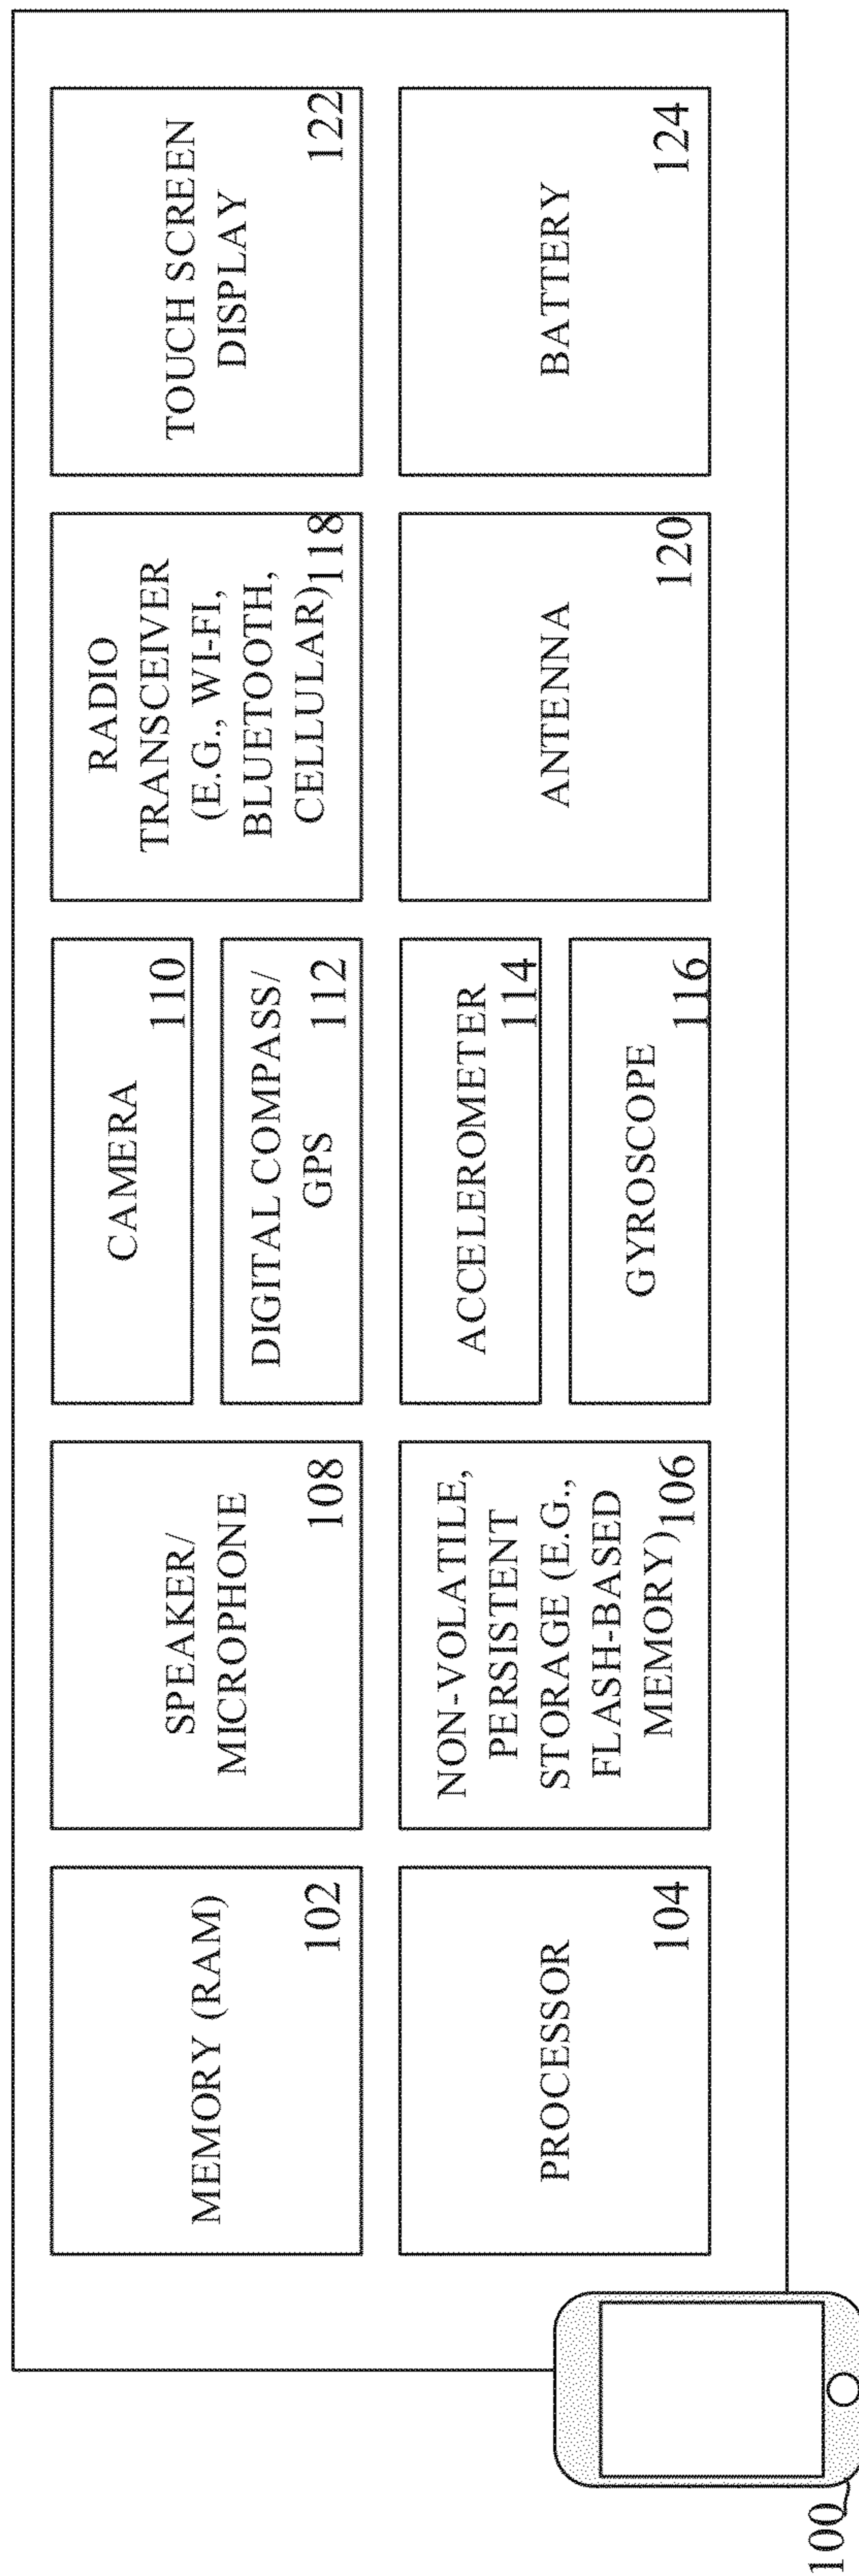 MEMORY (RAM)
102
SPEAKER/
MICROPHONE
108
CAMERA
110
DIGITAL COMPASS/
GPS
112
RADIO
TRANSCEIVER
(E.G., WI-FI,
BLUETOOTH,
CELLULAR)
118
TOUCH SCREEN
DISPLAY
122
PROCESSOR
104
NON-VOLATILE,
PERSISTENT
STORAGE (E.G.,
FLASH-BASED
MEMORY)
106
ACCELEROMETER
114
GYROSCOPE
116
ANTENNA
120
BATTERY
124
100